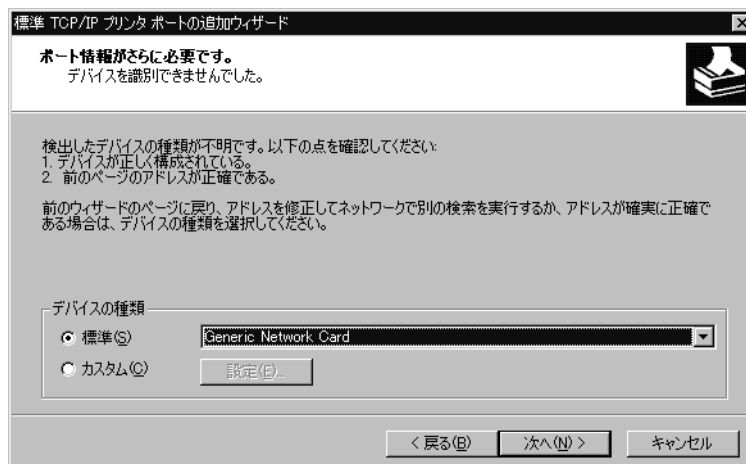 標準 TCP/IP プリンタ ポートの追加ウィザード
ポート情報がさらに必要です。
デバイスを識別できませんでした。
検出したデバイスの種類が不明です。以下の点を確認してください:
1. デバイスが正しく構成されている。
2. 前のページのアドレスが正確である。
前のウィザードのページに戻り、アドレスを修正してネットワークで別の検索を実行するか、アドレスが確実に正確で
ある場合は、デバイスの種類を選択してください。
デバイスの種類
標準(S) Generic Network Card
カスタム(C) 設定(E)...
< 戻る(B) 次へ(N) > キャンセル